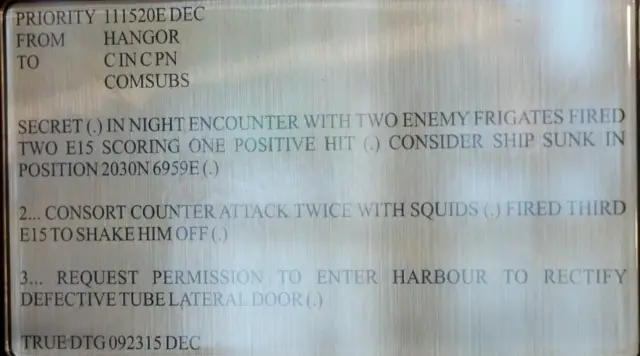 PRIORITY 111520E DEC
FROM HANGOR
TO CINCPN
COMSUBS
SECRET (.) IN NIGHT ENCOUNTER WITH TWO ENEMY FRIGATES FIRED
TWO E15 SCORING ONE POSITIVE HIT (.) CONSIDER SHIP SUNK IN
POSITION 2030N 6959E (.)
2... CONSORT COUNTER ATTACK TWICE WITH SQUIDS (.) FIRED THIRD
E15 TO SHAKE HIM OFF (.)
3... REQUEST PERMISSION TO ENTER HARBOUR TO RECTIFY
DEFECTIVE TUBE LATERAL DOOR (.)
TRUE DTG 092315 DEC